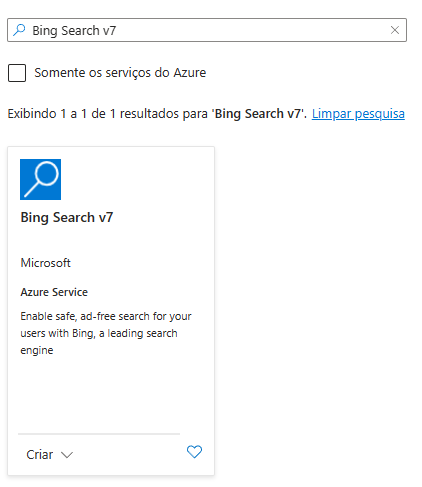 Bing Search v7
Somente os serviços do Azure
Exibindo 1 a 1 de 1 resultados para 'Bing Search v7'. Limpar pesquisa
Bing Search v7
Microsoft
Azure Service
Enable safe, ad-free search for your
users with Bing, a leading search
engine
Criar